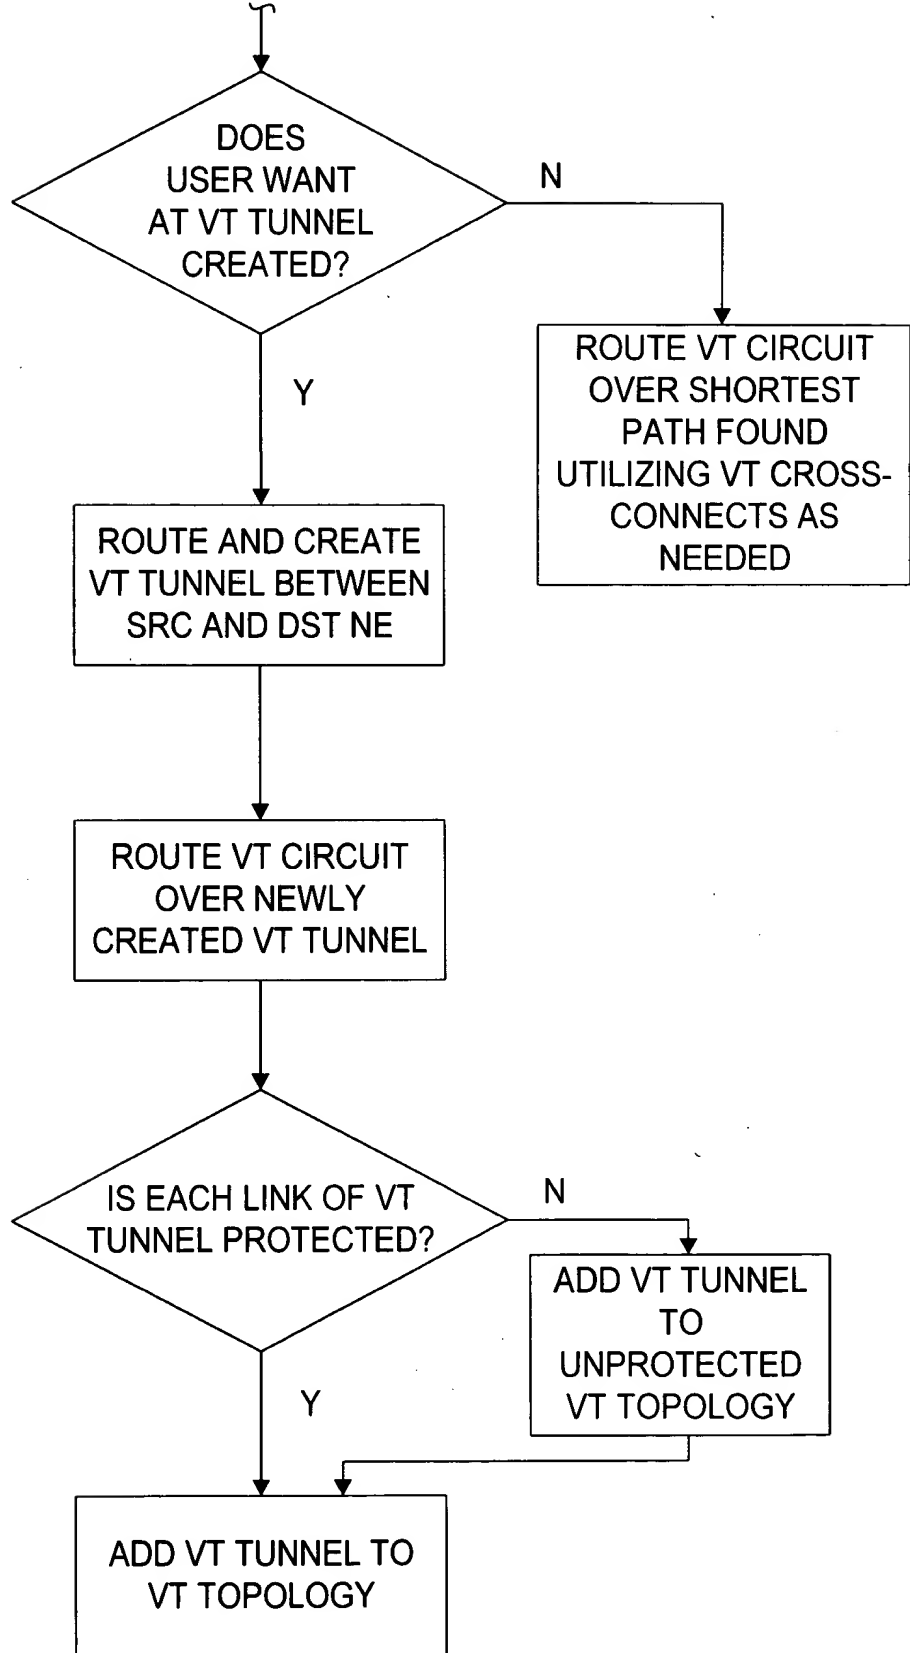 DOES
USER WANT
AT VT TUNNEL
CREATED?
N
Y
ROUTE VT CIRCUIT
OVER SHORTEST
PATH FOUND
UTILIZING VT CROSS-
CONNECTS AS
NEEDED
ROUTE AND CREATE
VT TUNNEL BETWEEN
SRC AND DST NE
ROUTE VT CIRCUIT
OVER NEWLY
CREATED VT TUNNEL
IS EACH LINK OF VT
TUNNEL PROTECTED?
N
Y
ADD VT TUNNEL
TO
UNPROTECTED
VT TOPOLOGY
ADD VT TUNNEL TO
VT TOPOLOGY